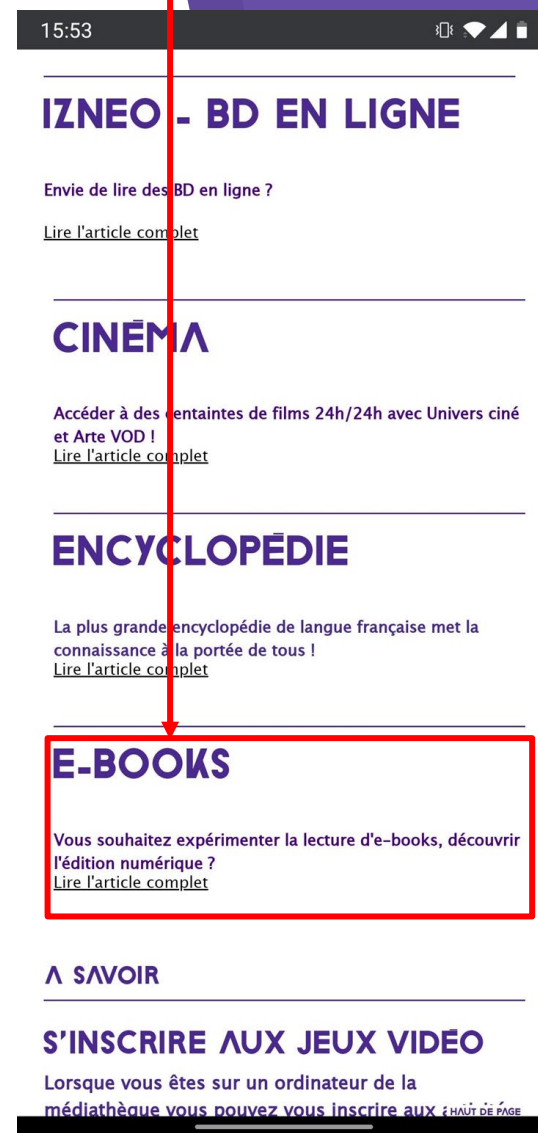 15:53
IZNEO - BD EN LIGNE
Envie de lire des BD en ligne ?
Lire l'article complet
CINÉMA
Accéder à des centaintes de films 24h/24h avec Univers ciné
et Arte VOD !
Lire l'article complet
ENCYCLOPÉDIE
La plus grande encyclopédie de langue française met la
connaissance à la portée de tous !
Lire l'article complet
E-BOOKS
Vous souhaitez expérimenter la lecture d'e-books, découvrir
l'édition numérique ?
Lire l'article complet
A SAVOIR
S'INSCRIRE AUX JEUX VIDÉO
Lorsque vous êtes sur un ordinateur de la
médiathèque vous pouvez vous inscrire aux
HAUT DE PAGE